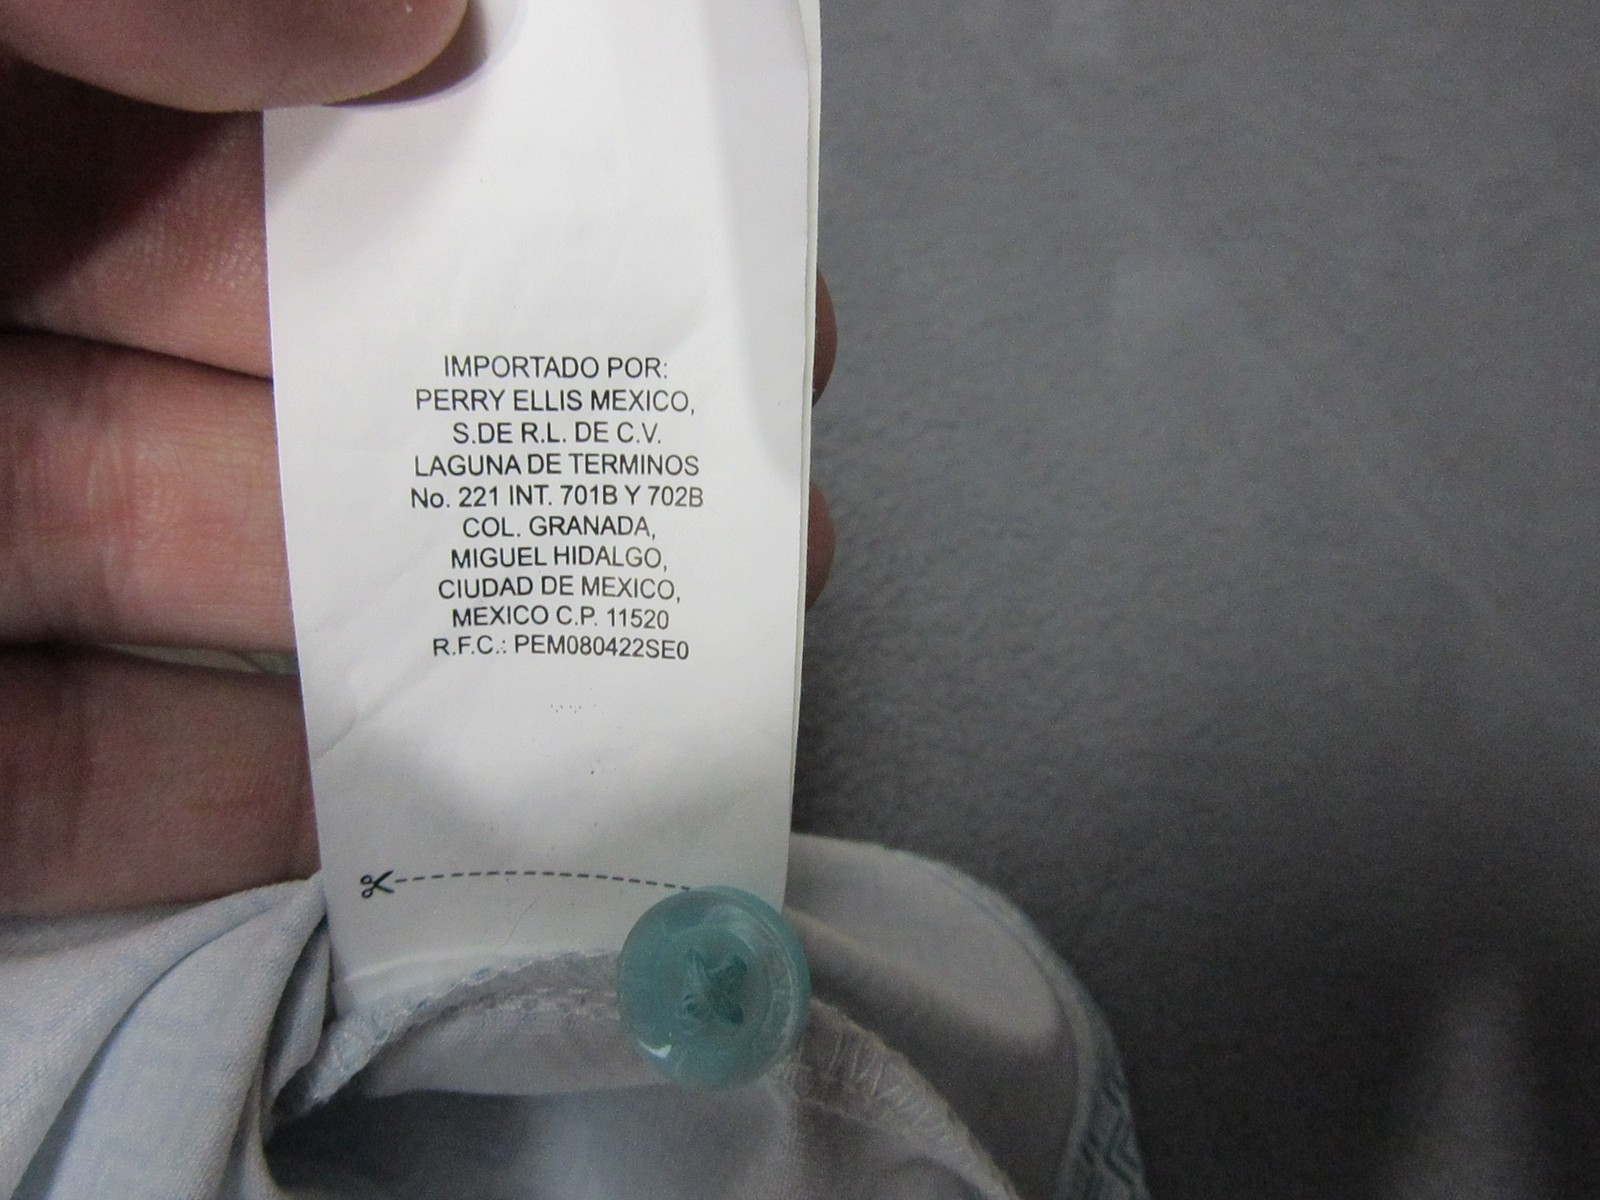 IMPORTADO POR:
PERRY ELLIS MEXICO,
S.DE R.L. DE C.V.
LAGUNA DE TERMINOS
No. 221 INT. 701B Y 702B
COL. GRANADA,
MIGUEL HIDALGO,
CIUDAD DE MEXICO,
MEXICO C.P. 11520
R.F.C.: PEM080422SE0